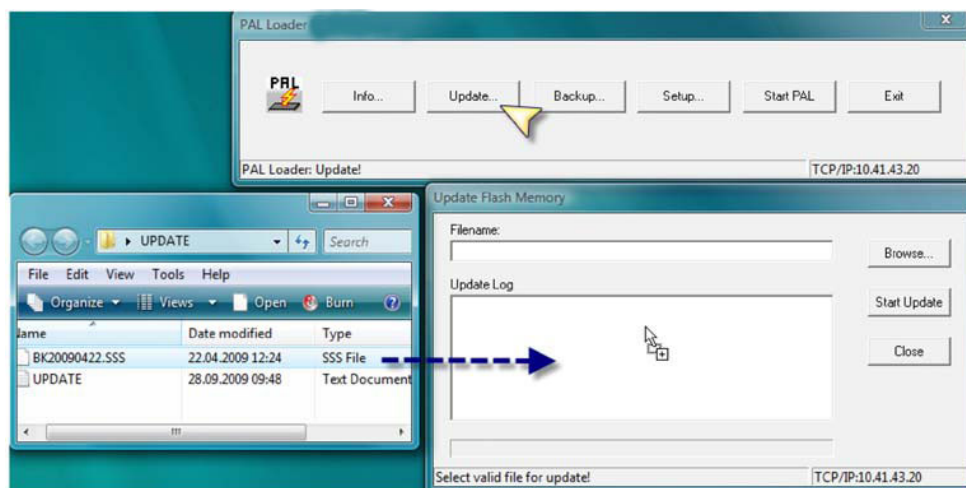 PAL Loader
PAL
Info...
Update...
Backup...
Setup...
Start PAL
Exit
PAL Loader: Update!
TCP/IP:10.41.43.20
UPDATE
Search
File Edit View Tools Help
Organize Views Open Burn
Name Date modified Type
BK20090422.SSS 22.04.2009 12:24 SSS File
UPDATE 28.09.2009 09:48 Text Document
Update Flash Memory
Filename:
Browse...
Update Log
Start Update
Close
Select valid file for update!
TCP/IP:10.41.43.20